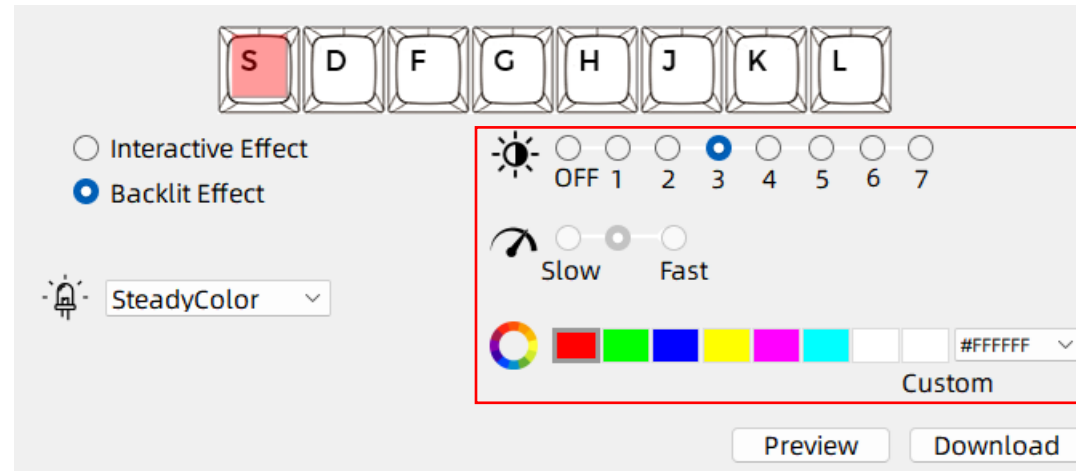 S D F G H J K L
Interactive Effect
Backlit Effect
OFF 1 2 3 4 5 6 7
Slow Fast
SteadyColor
#FFFFFF
Custom
Preview Download